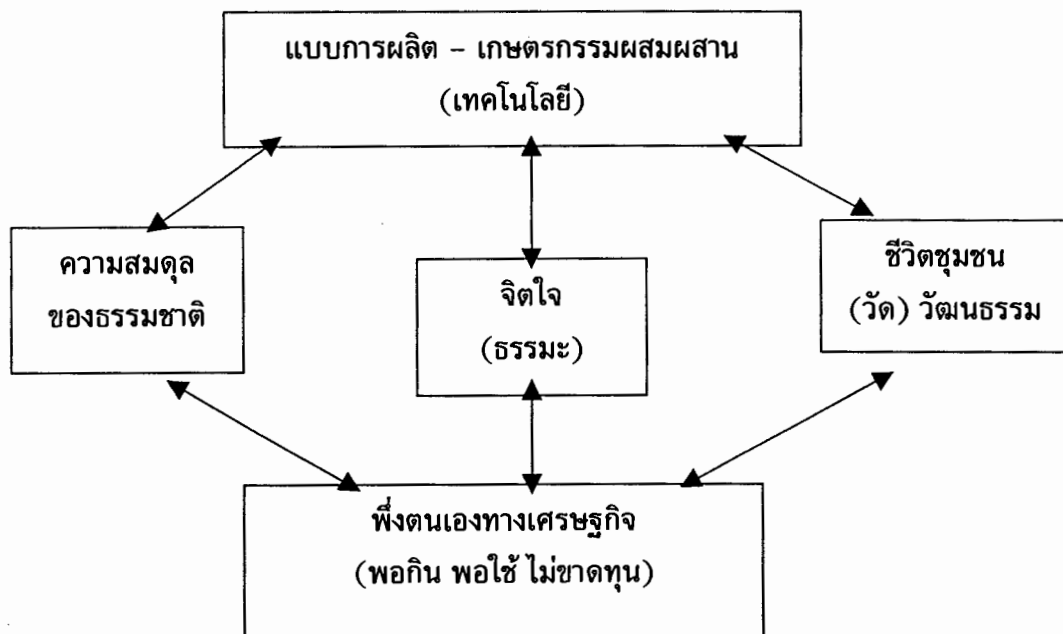 แบบการผลิต – เกษตรกรรมผสมผสาน
(เทคโนโลยี)
ความสมดุล
ของธรรมชาติ
จิตใจ
(ธรรมะ)
ชีวิตชุมชน
(วัด) วัฒนธรรม
พึ่งตนเองทางเศรษฐกิจ
(พอกิน พอใช้ ไม่ขาดทุน)